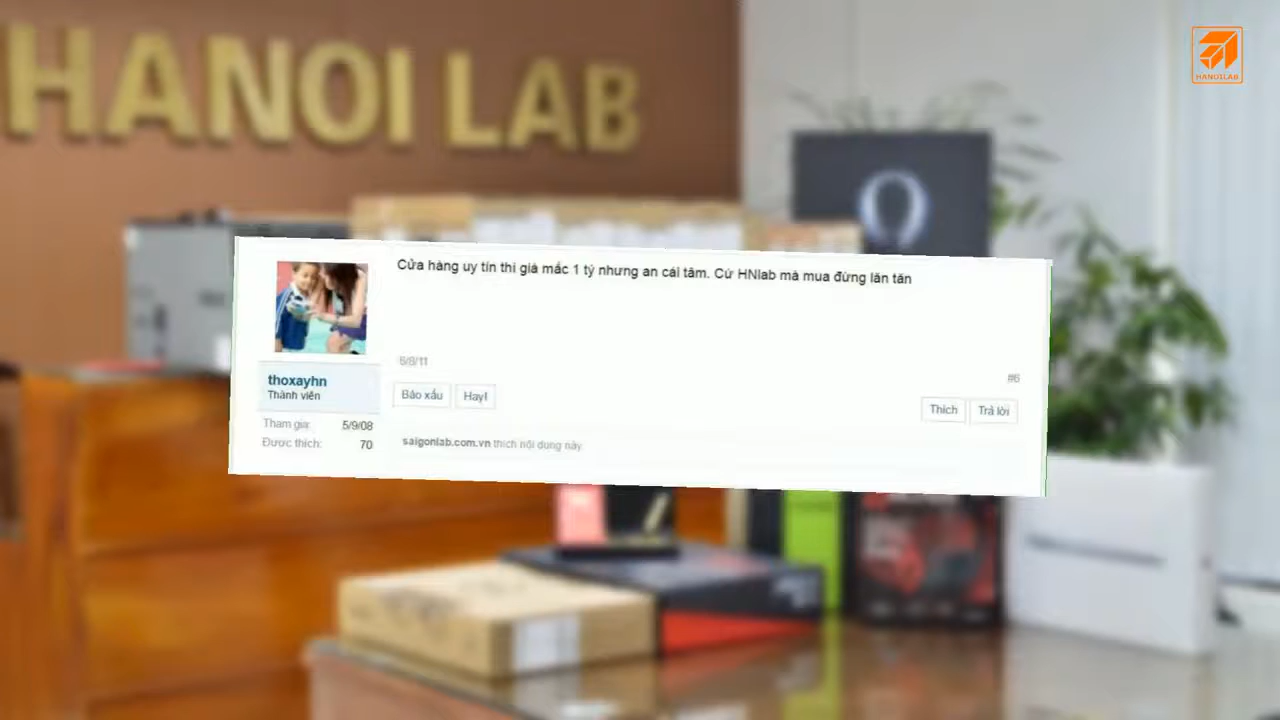 HANOI LAB
HANOILAB
Cửa hàng uy tín thì giá mắc 1 tý nhưng an cái tâm. Cứ HNlab mà mua đừng lăn tăn
6/8/11
#6
thoxayhn
Thành viên
Báo xấu
Hay!
Thích
Trả lời
Tham gia: 5/9/08
Được thích: 70
saigonlab.com.vn thích nội dung này.